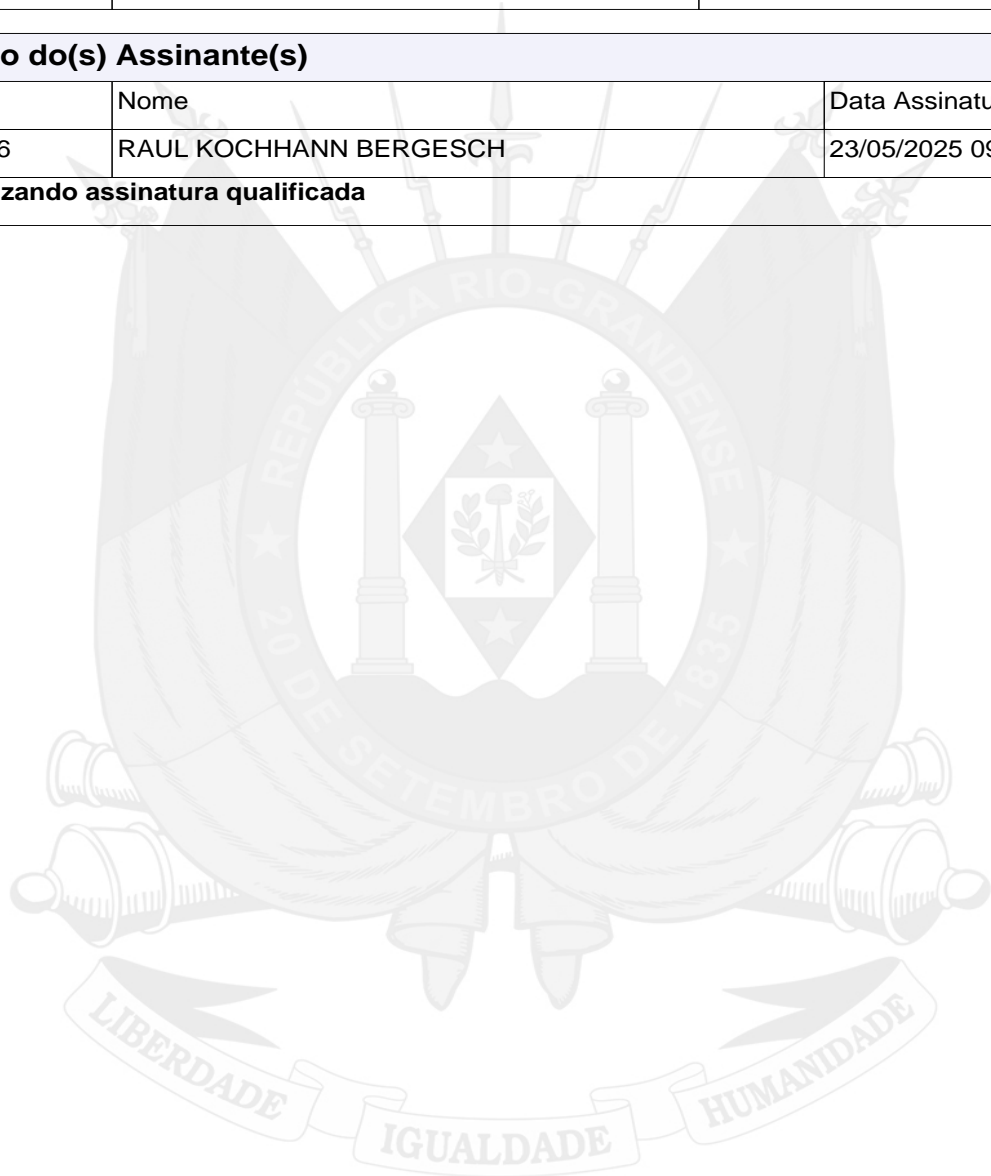 o do(s) Assinante(s)
Nome Data Assinatu
6 RAUL KOCHHANN BERGESCH 23/05/2025 09
zando assinatura qualificada
REPÚBLICA RIO-GRANDENSE
20 DE SETEMBRO DE 1835
LIBERDADE IGUALDADE HUMANIDADE